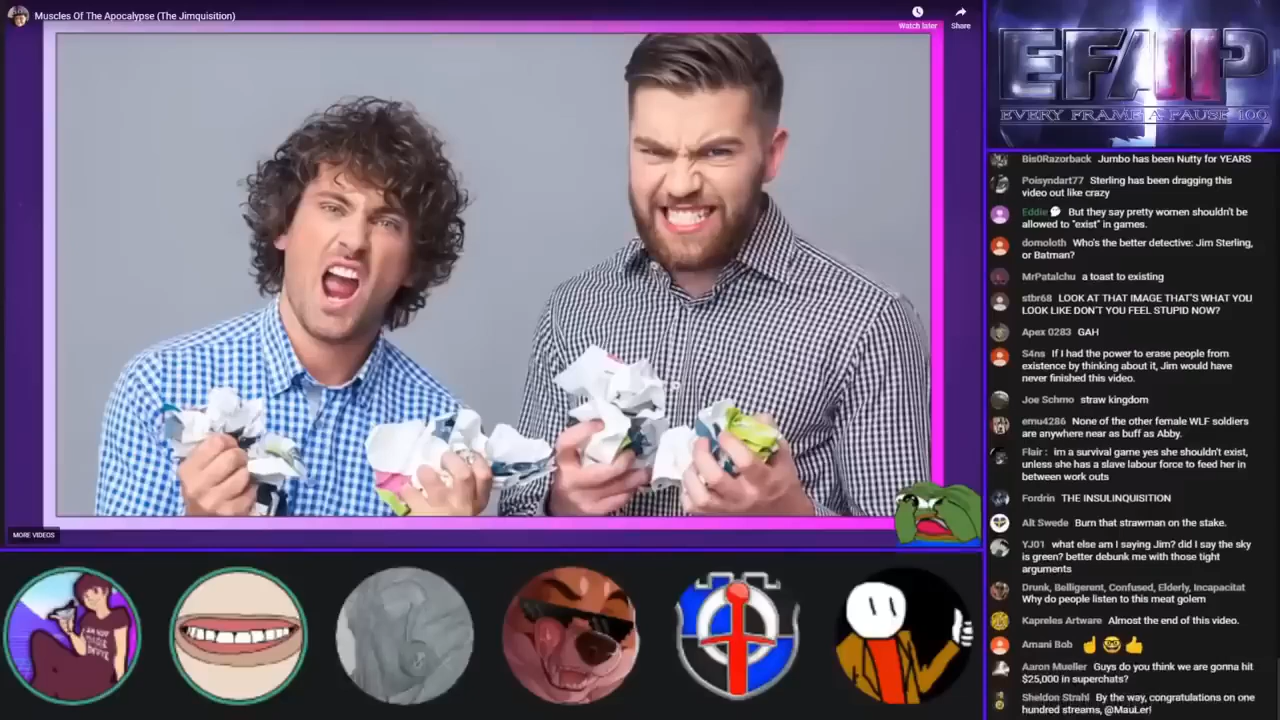 Muscles Of The Apocalypse (The Jimquisition)
Watch later
Share
MORE VIDEOS
EFAP
EVERY FRAME A PAUSE 100
Bis0Razorback Jumbo has been Nutty for YEARS
Poisyndart77 Sterling has been dragging this
video out like crazy
Eddie But they say pretty women shouldn't be
allowed to "exist" in games.
domoloth Who's the better detective: Jim Sterling,
or Batman?
MrPatalchu a toast to existing
stbr68 LOOK AT THAT IMAGE THAT'S WHAT YOU
LOOK LIKE DON'T YOU FEEL STUPID NOW?
Apex 0283 GAH
S4ns If I had the power to erase people from
existence by thinking about it, Jim would have
never finished this video.
Joe Schmo straw kingdom
emu4286 None of the other female WLF soldiers
are anywhere near as buff as Abby.
Flair : im a survival game yes she shouldn't exist,
unless she has a slave labour force to feed her in
between work outs
Fordrin THE INSULINQUISITION
Alt Swede Burn that strawman on the stake.
YJ01 what else am I saying Jim? did I say the sky
is green? better debunk me with those tight
arguments
Drunk, Belligerent, Confused, Elderly, Incapacitat
Why do people listen to this meat golem
Kapreles Artware Almost the end of this video.
Amani Bob ☝🤓👍
Aaron Mueller Guys do you think we are gonna hit
$25,000 in superchats?
Sheldon Strahl By the way, congratulations on one
hundred streams, @MauLer!